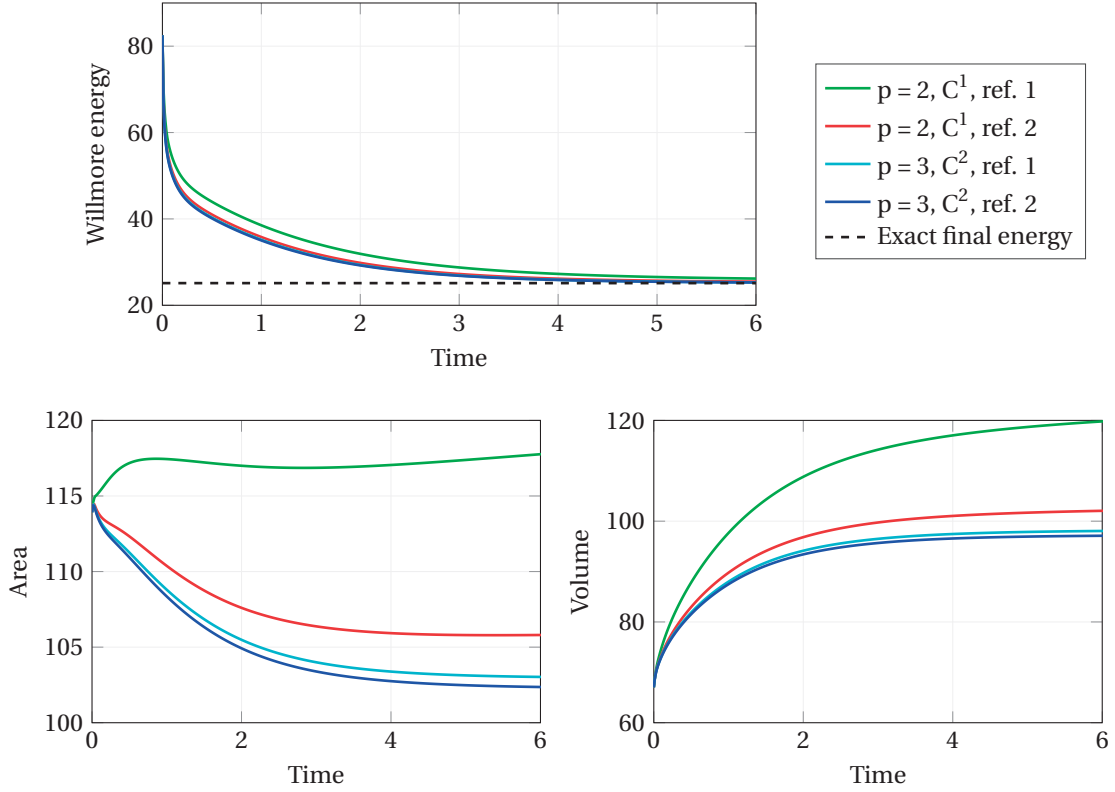 80
60
40
20
0
1
2
3
4
5
6
Time
Willmore energy
p = 2, C¹, ref. 1
p = 2, C¹, ref. 2
p = 3, C², ref. 1
p = 3, C², ref. 2
Exact final energy
120
115
110
105
100
0
2
4
6
Time
Area
120
100
80
60
0
2
4
6
Time
Volume